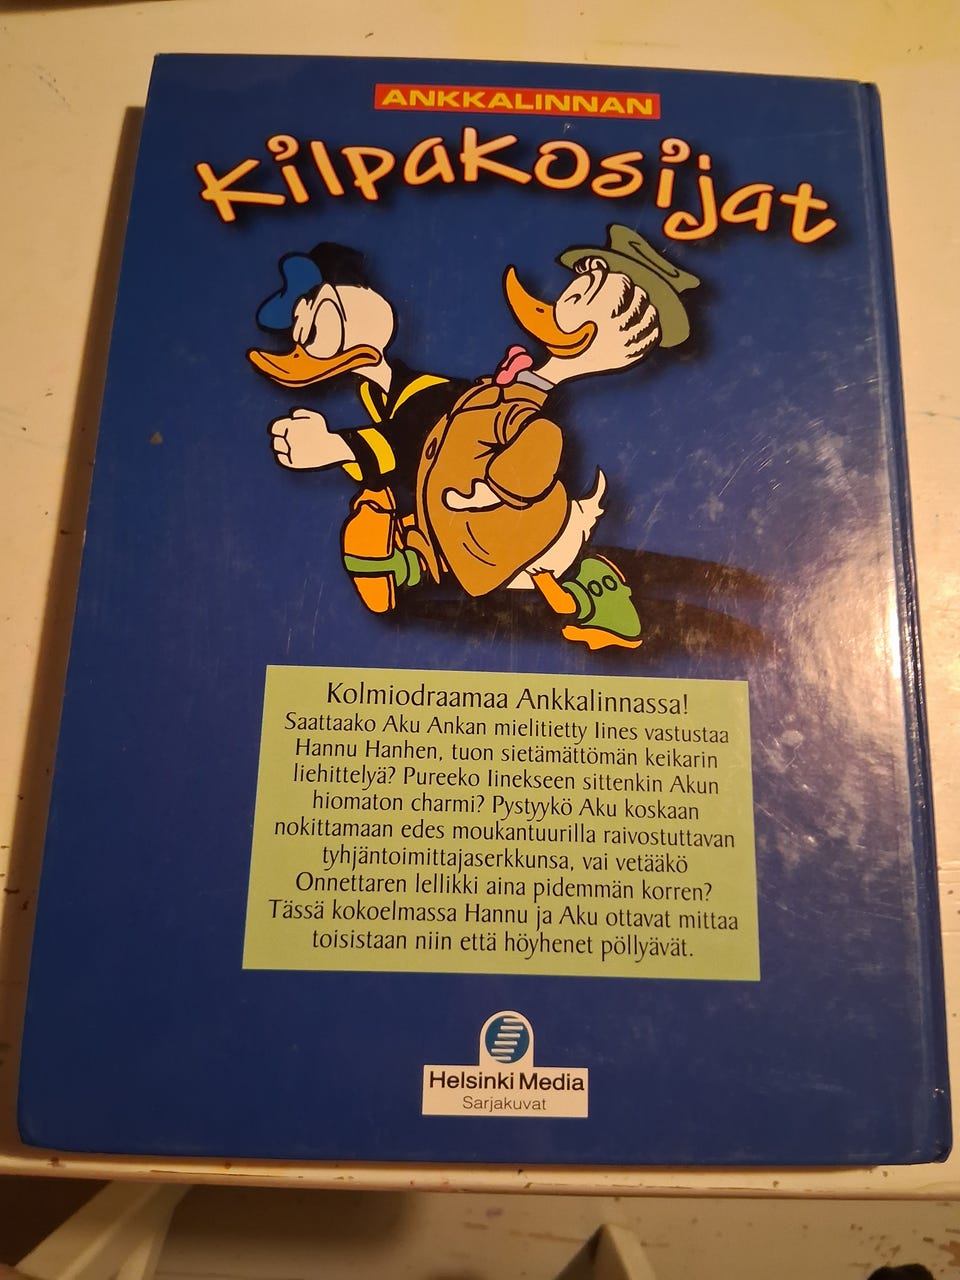 ANKKALINNAN
Kilpakosijat
Kolmiodraamaa Ankkalinnassa!
Saattaako Aku Ankan mielitietty Iines vastustaa
Hannu Hanhen, tuon sietämättömän keikarin
liehittelyä? Pureeko Iinekseen sittenkin Akun
hiomaton charmi? Pystyykö Aku koskaan
nokittamaan edes moukantuurilla raivostuttavan
tyhjäntoimittajaserkkunsa, vai vetääkö
Onnettaren lellikki aina pidemmän korren?
Tässä kokoelmassa Hannu ja Aku ottavat mittaa
toisistaan niin että höyhenet pöllyävät.
Helsinki Media
Sarjakuvat